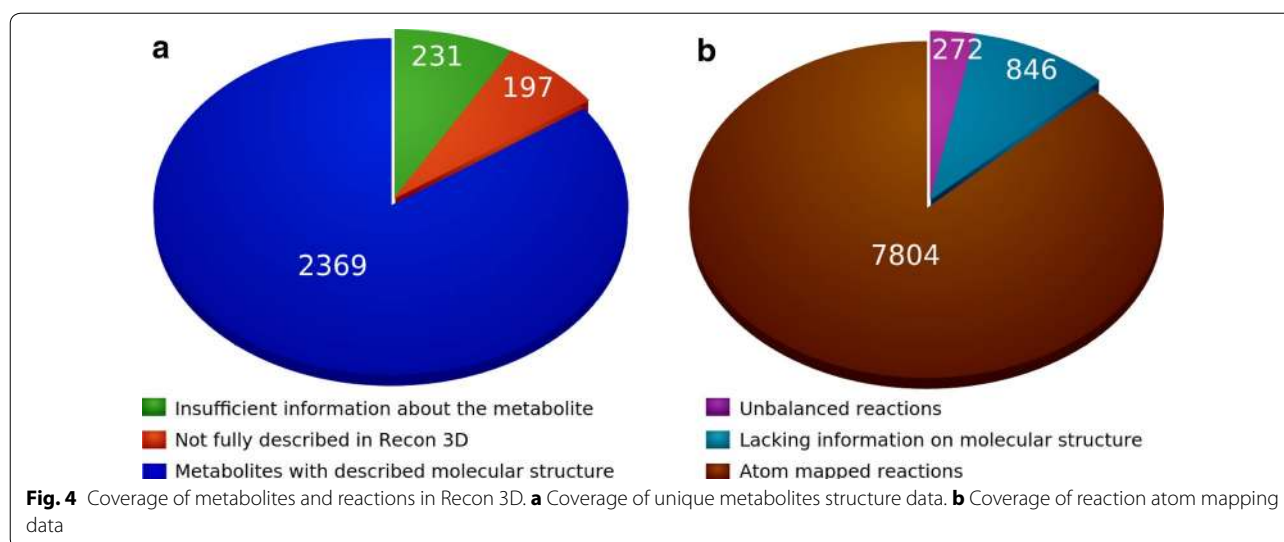 a
231
197
2369
Insufficient information about the metabolite
Not fully described in Recon 3D
Metabolites with described molecular structure
b
272
846
7804
Unbalanced reactions
Lacking information on molecular structure
Atom mapped reactions
Fig. 4 Coverage of metabolites and reactions in Recon 3D. a Coverage of unique metabolites structure data. b Coverage of reaction atom mapping
data